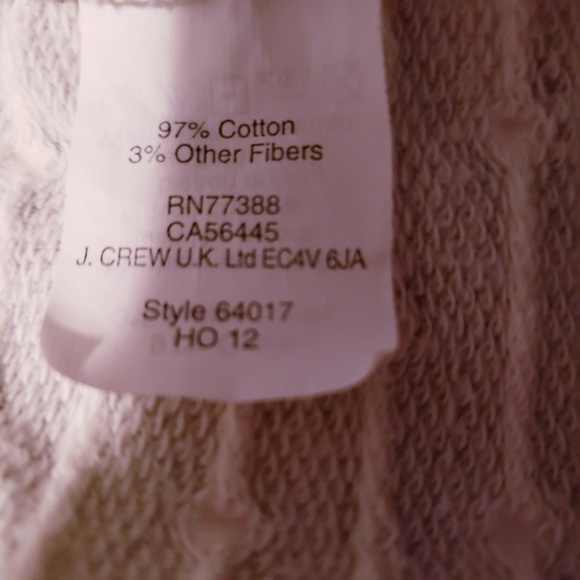 97% Cotton
3% Other Fibers
RN77388
CA56445
J. CREW U.K. Ltd EC4V 6JA
Style 64017
HO 12